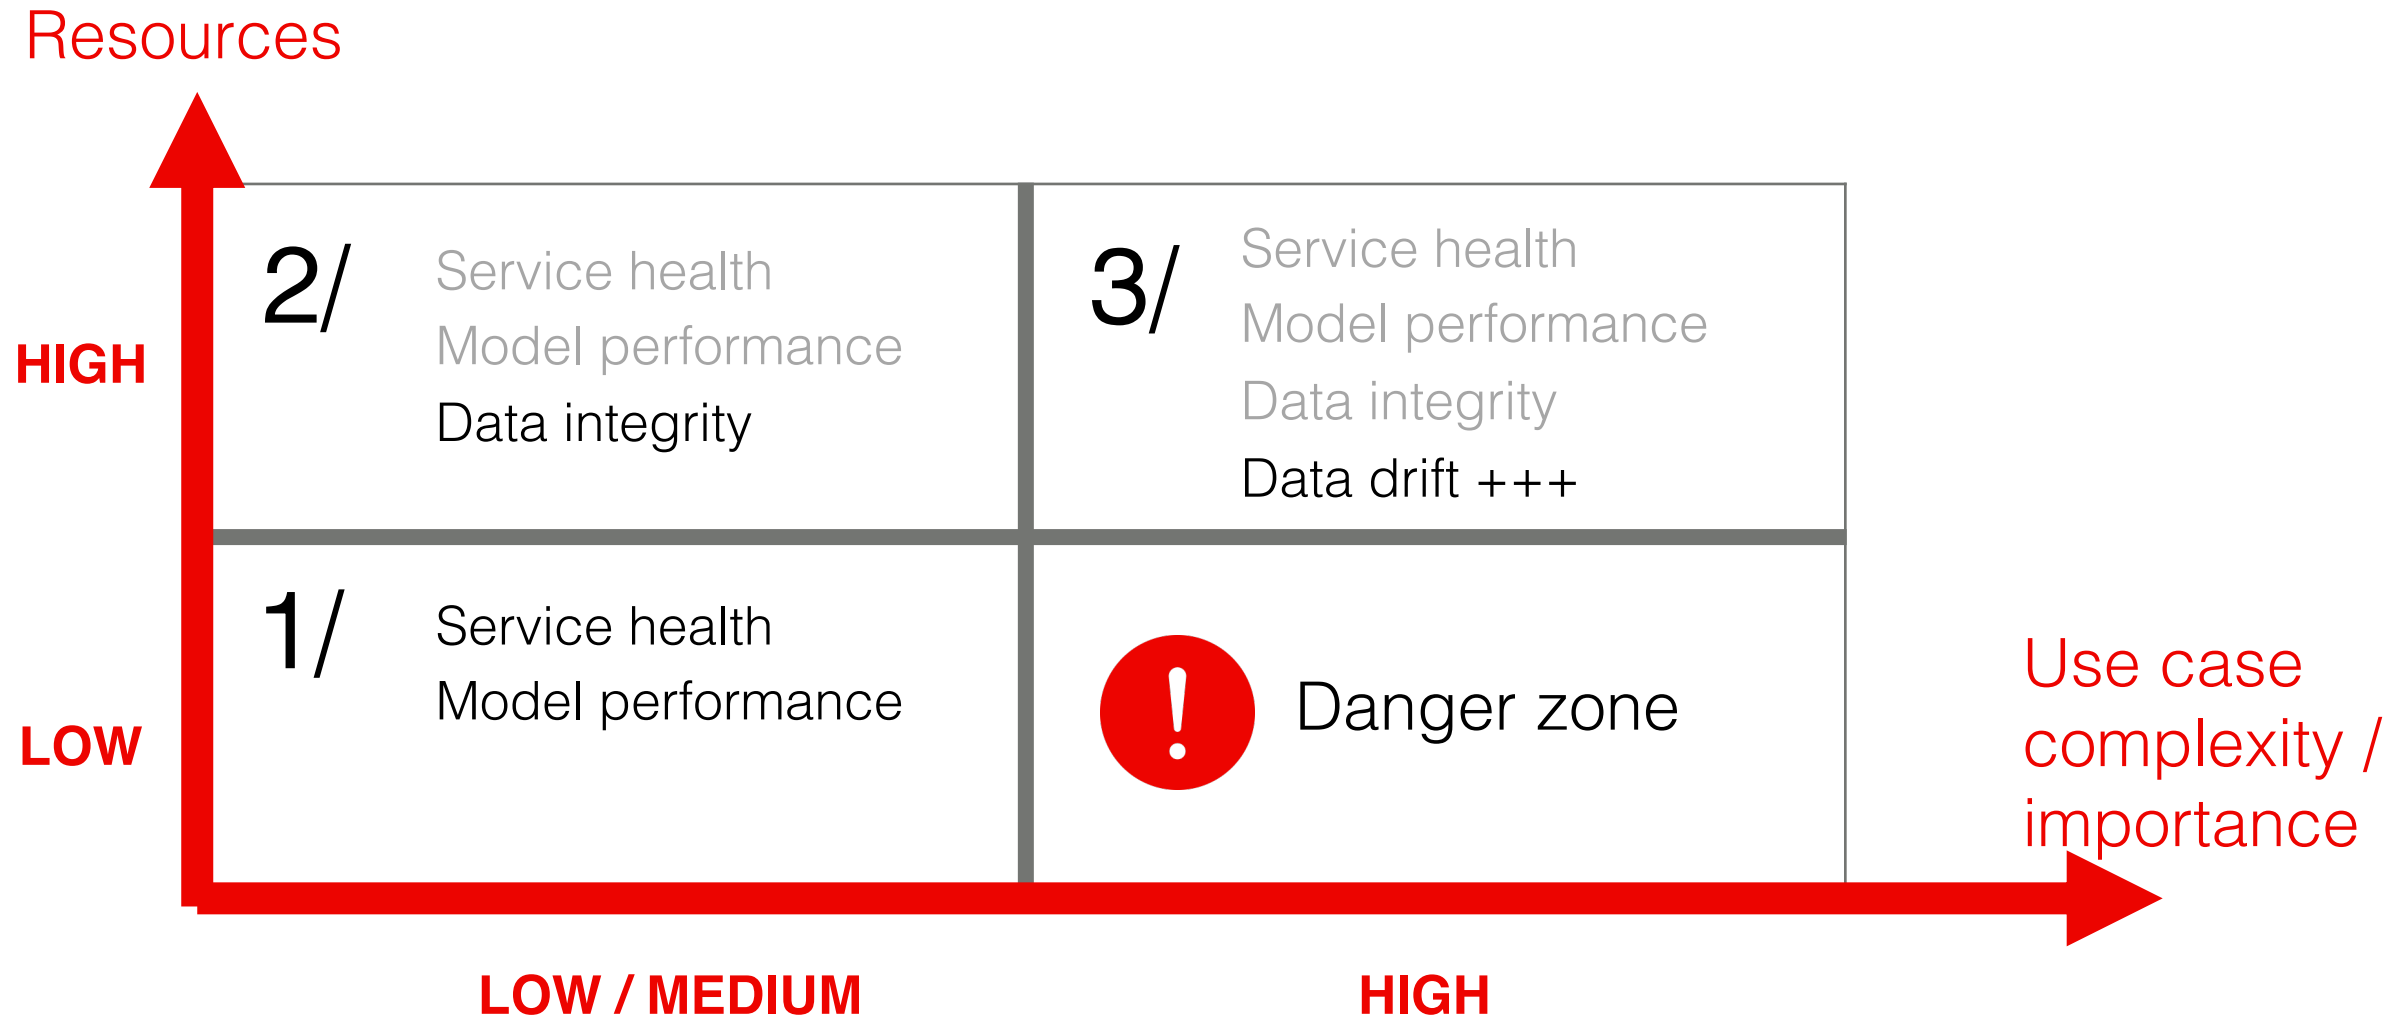 Resources
HIGH
2/
Service health
Model performance
Data integrity
3/
Service health
Model performance
Data integrity
Data drift +++
LOW
1/
Service health
Model performance
!
Danger zone
Use case
complexity /
importance
LOW / MEDIUM
HIGH